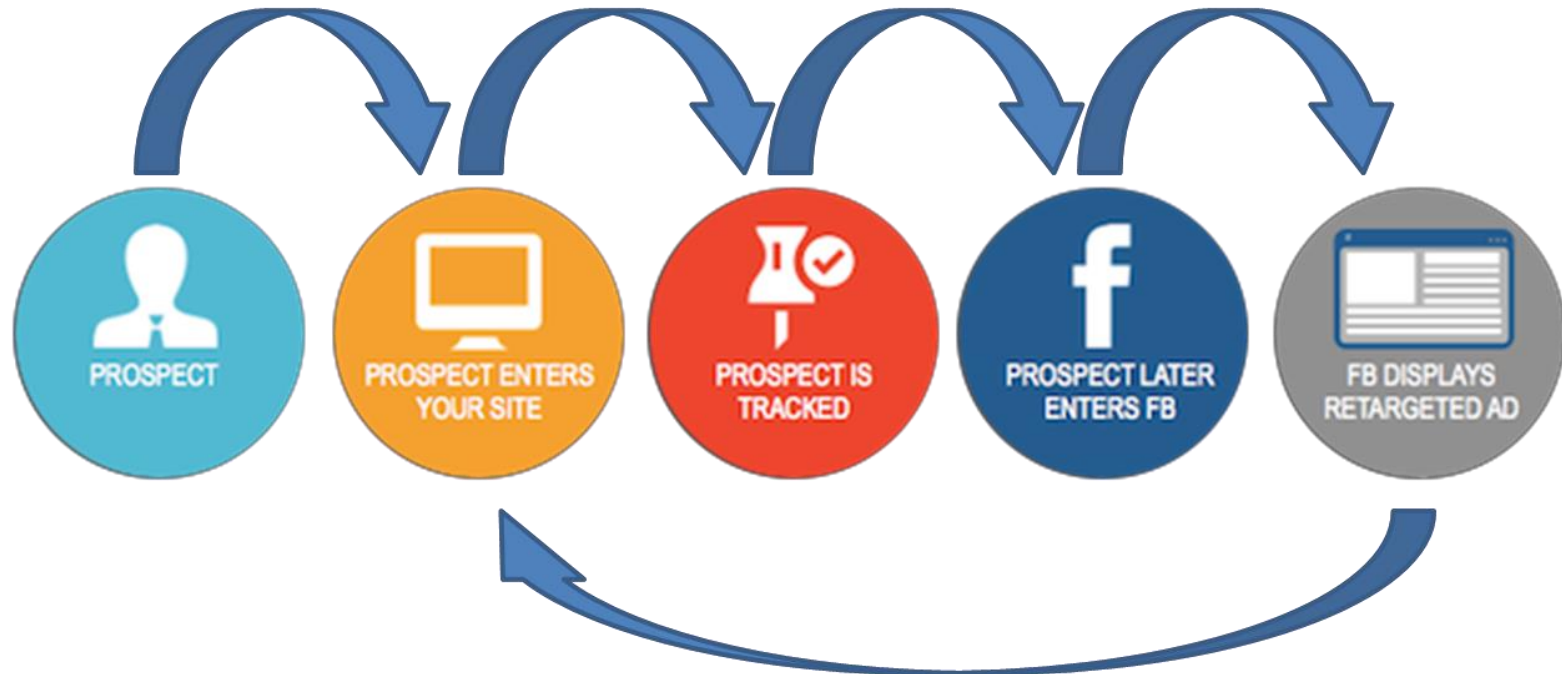 PROSPECT
PROSPECT ENTERS
YOUR SITE
PROSPECT IS
TRACKED
f
PROSPECT LATER
ENTERS FB
FB DISPLAYS
RETARGETED AD